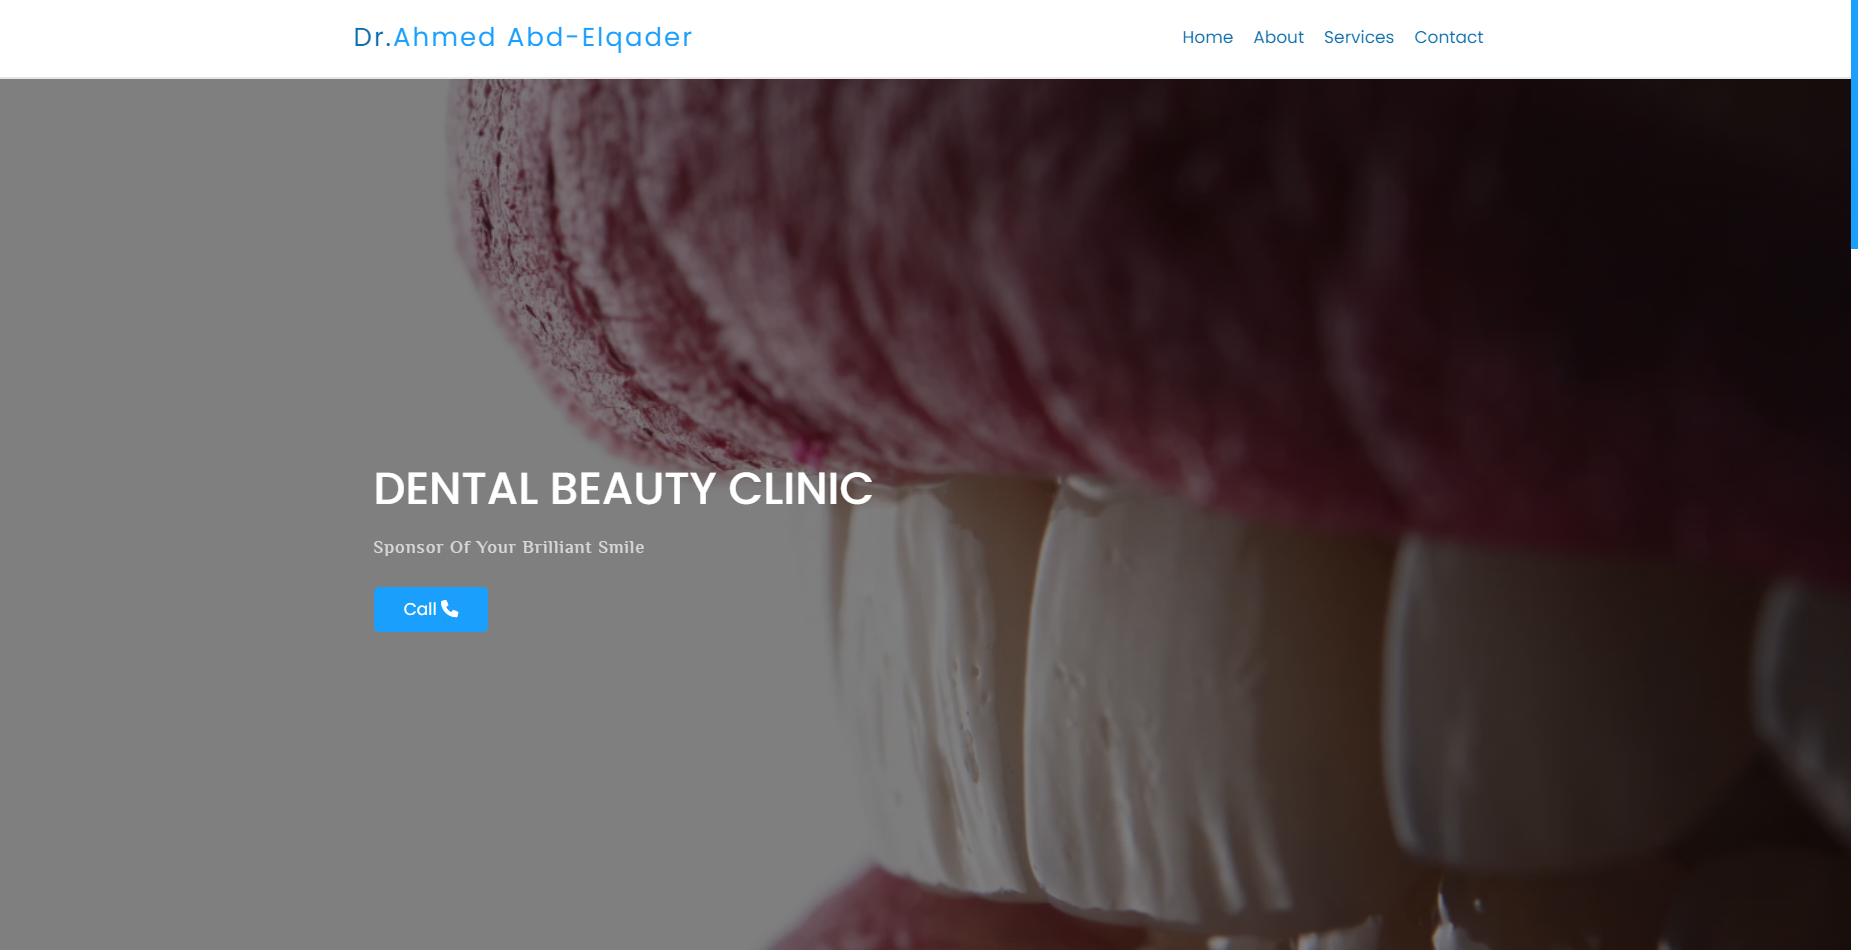 Dr.Ahmed Abd-Elqader
Home About Services Contact
DENTAL BEAUTY CLINIC
Sponsor Of Your Brilliant Smile
Call